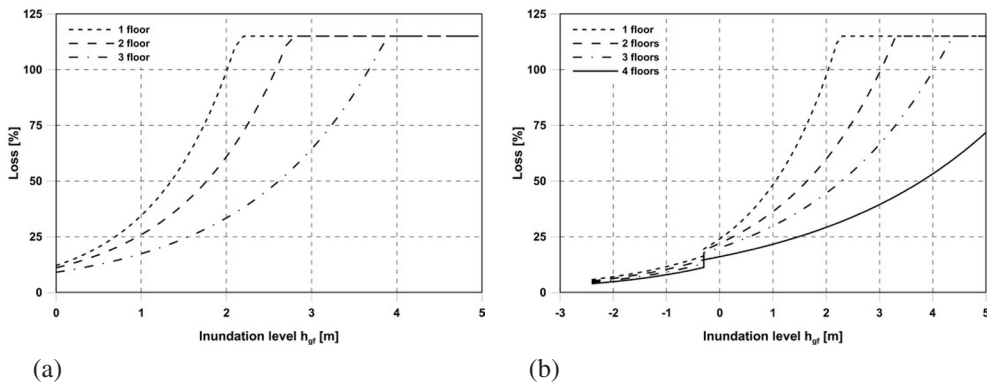 125
100
75
50
25
0
Loss [%]
1 floor
2 floor
3 floor
0 1 2 3 4 5
Inundation level hgf [m]
(a)
125
100
75
50
25
0
Loss [%]
1 floor
2 floors
3 floors
4 floors
-3 -2 -1 0 1 2 3 4 5
Inundation level hgf [m]
(b)